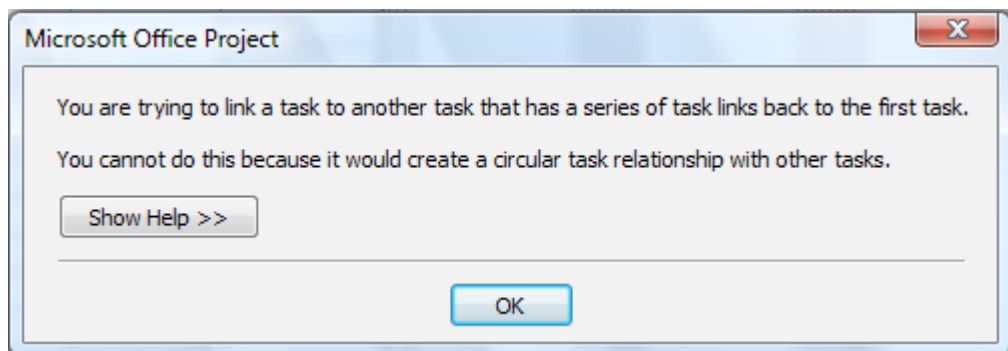 Microsoft Office Project
You are trying to link a task to another task that has a series of task links back to the first task.
You cannot do this because it would create a circular task relationship with other tasks.
Show Help >>
OK